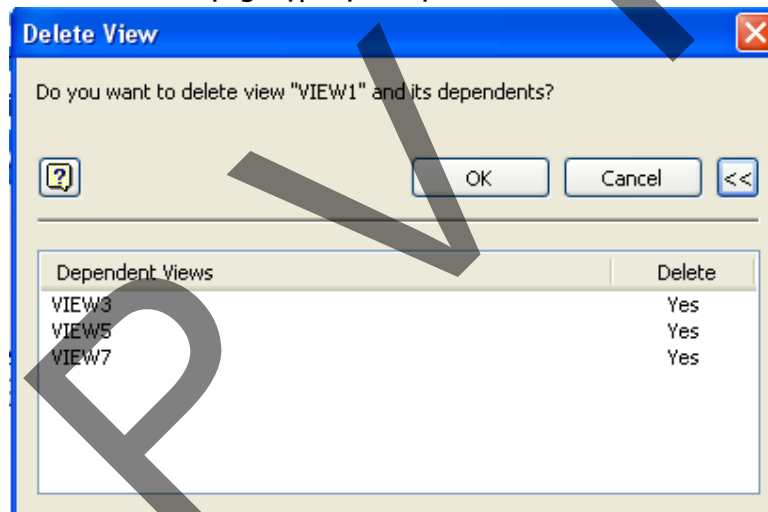 Delete View
Do you want to delete view "VIEW1" and its dependents?
OK Cancel <<
Dependent Views Delete
VIEW3 Yes
VIEW5 Yes
VIEW7 Yes